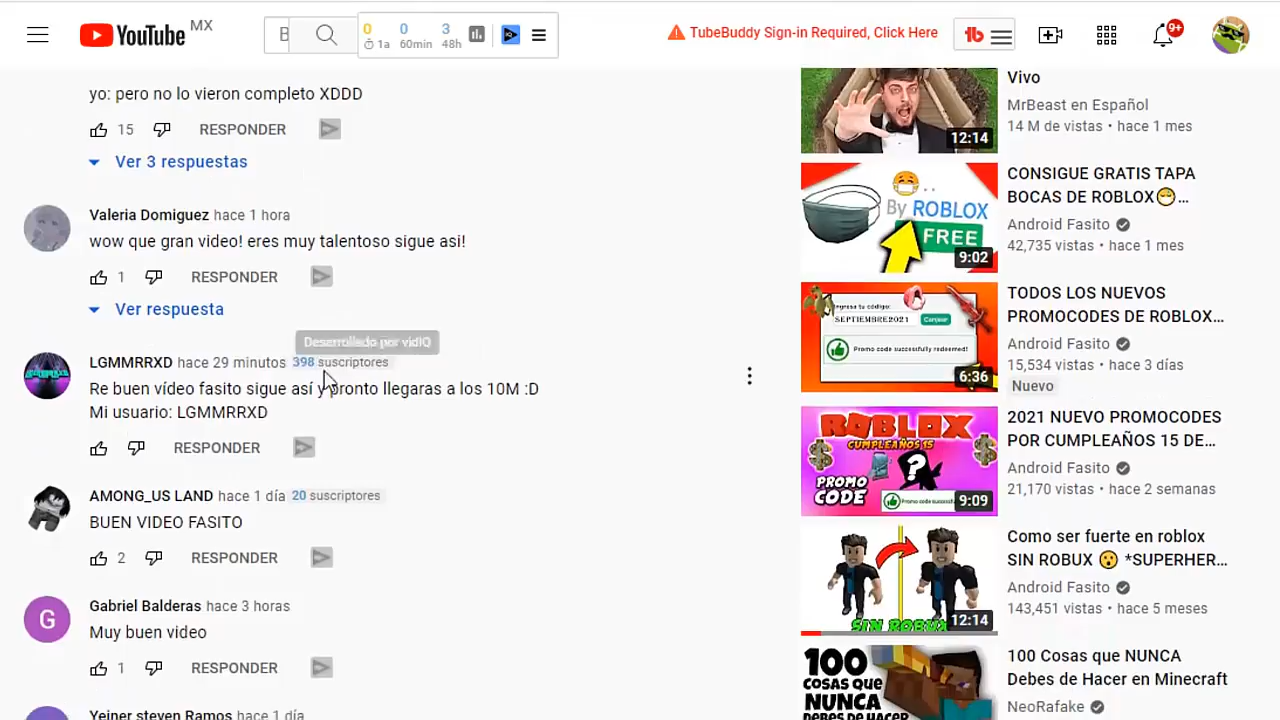 YouTube MX
B
0 0 3
1a 60min 48h
TubeBuddy Sign-in Required, Click Here
tb
9+
yo: pero no lo vieron completo XDDD
15 RESPONDER
Ver 3 respuestas
Valeria Domiguez hace 1 hora
wow que gran video! eres muy talentoso sigue asi!
1 RESPONDER
Ver respuesta
Desarrollado por vidIQ
LGMMRRXD hace 29 minutos 398 suscriptores
Re buen vídeo fasito sigue así y pronto llegaras a los 10M :D
Mi usuario: LGMMRRXD
RESPONDER
AMONG_US LAND hace 1 día 20 suscriptores
BUEN VIDEO FASITO
2 RESPONDER
G
Gabriel Balderas hace 3 horas
Muy buen video
1 RESPONDER
Yeiner steven Ramos hace 1 día
12:14
Vivo
MrBeast en Español
14 M de vistas • hace 1 mes
By ROBLOX
FREE
9:02
CONSIGUE GRATIS TAPA
BOCAS DE ROBLOX😷...
Android Fasito
42,735 vistas • hace 1 mes
ngresa tu código:
SEPTIEMBRE2021 Canjear
Promo code successfully redeemed!
6:36
TODOS LOS NUEVOS
PROMOCODES DE ROBLOX...
Android Fasito
15,534 vistas • hace 3 días
Nuevo
ROBLOX
CUMPLEAÑOS 15
?
PROMO
CODE
9:09
2021 NUEVO PROMOCODES
POR CUMPLEAÑOS 15 DE...
Android Fasito
21,170 vistas • hace 2 semanas
SIN ROBUX
12:14
Como ser fuerte en roblox
SIN ROBUX 😮 *SUPERHER...
Android Fasito
143,451 vistas • hace 5 meses
100
COSAS QUE
NUNCA
DEBES DE HACER
100 Cosas que NUNCA
Debes de Hacer en Minecraft
NeoRafake